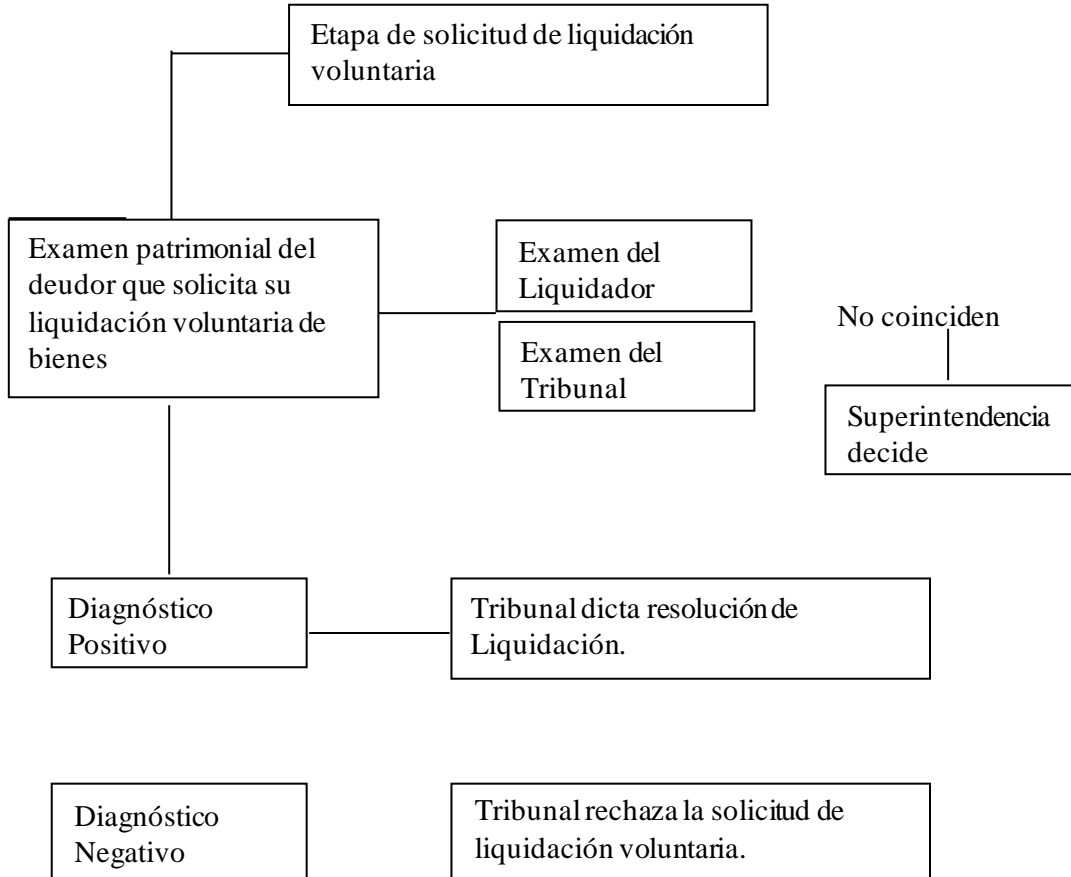 Etapa de solicitud de liquidación
voluntaria
Examen patrimonial del
deudor que solicita su
liquidación voluntaria de
bienes
Examen del
Liquidador
Examen del
Tribunal
No coinciden
Superintendencia
decide
Diagnóstico
Positivo
Tribunal dicta resolución de
Liquidación.
Diagnóstico
Negativo
Tribunal rechaza la solicitud de
liquidación voluntaria.